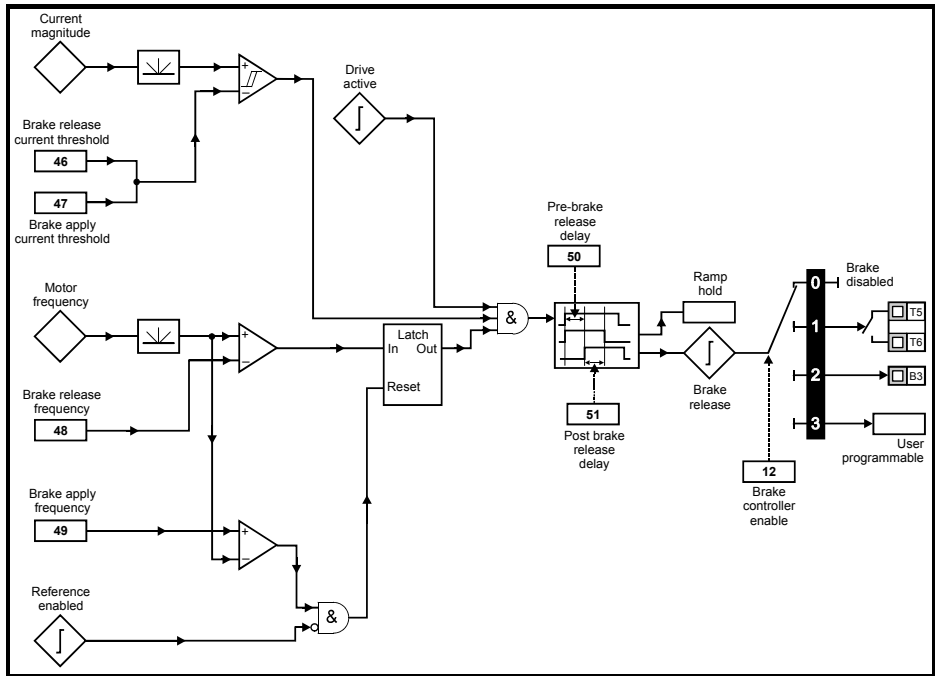 Current
magnitude
Drive
active
Brake release
current threshold
46
47
Brake apply
current threshold
Pre-brake
release
delay
50
Motor
frequency
Ramp
hold
0
Brake
disabled
Latch
In Out
Reset
&
1
T5
T6
Brake
release
2
B3
Brake release
frequency
48
51
Post brake
release
delay
3
User
programmable
12
Brake
controller
enable
Brake apply
frequency
49
Reference
enabled
&